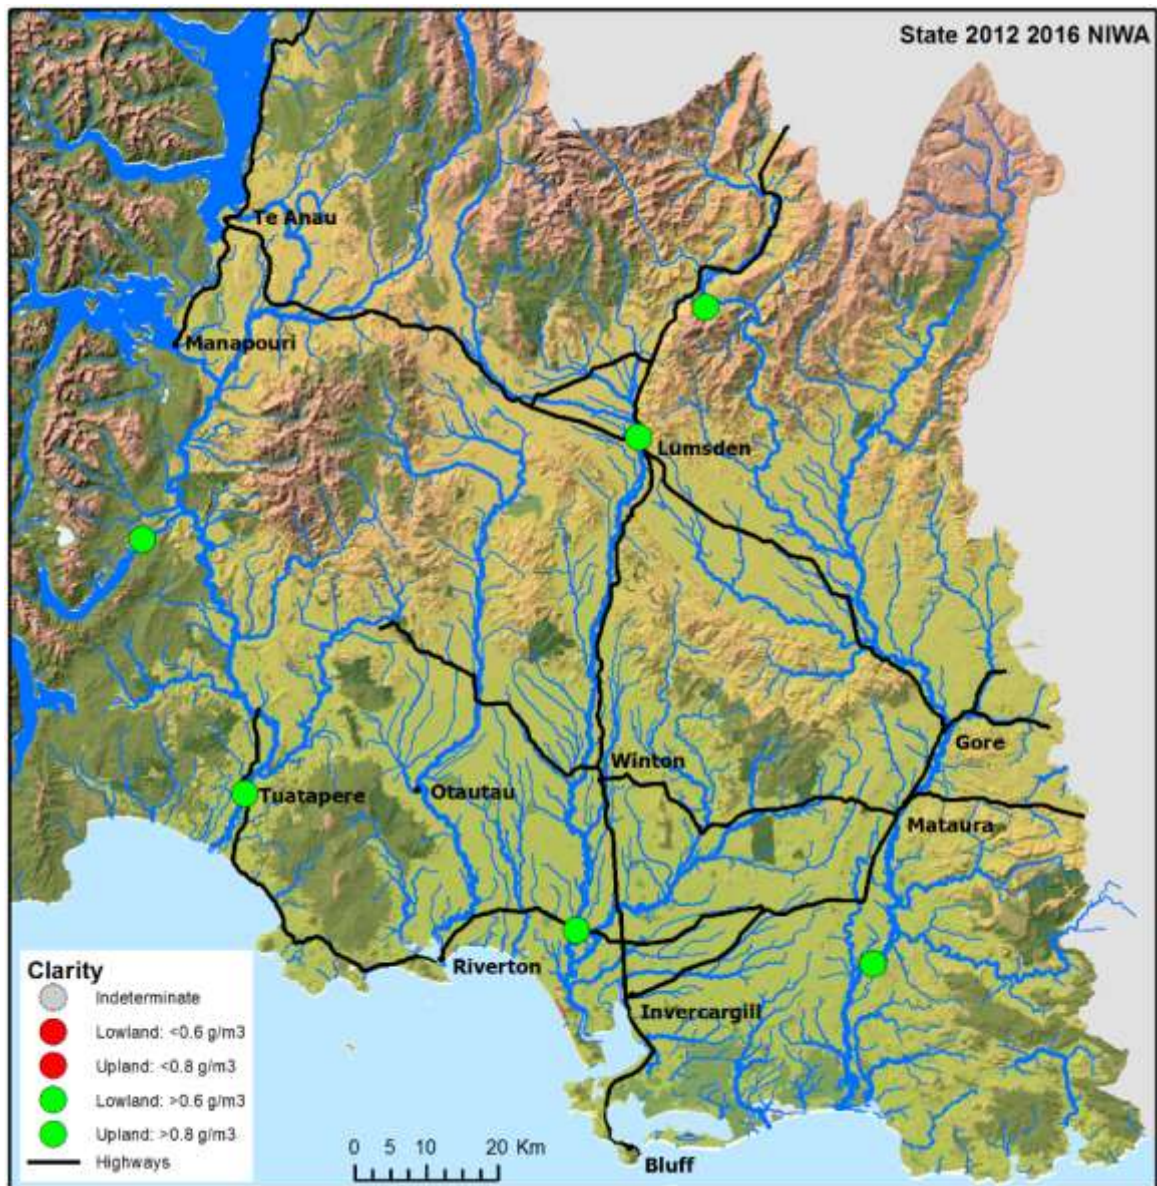 State 2012 2016 NIWA
Te Anau
Manapouri
Lumsden
Gore
Winton
Tuatapere
Otautau
Mataura
Riverton
Invercargill
Bluff
Clarity
Indeterminate
Lowland: <0.6 g/m3
Upland: <0.8 g/m3
Lowland: >0.6 g/m3
Upland: >0.8 g/m3
Highways
0 5 10 20 Km